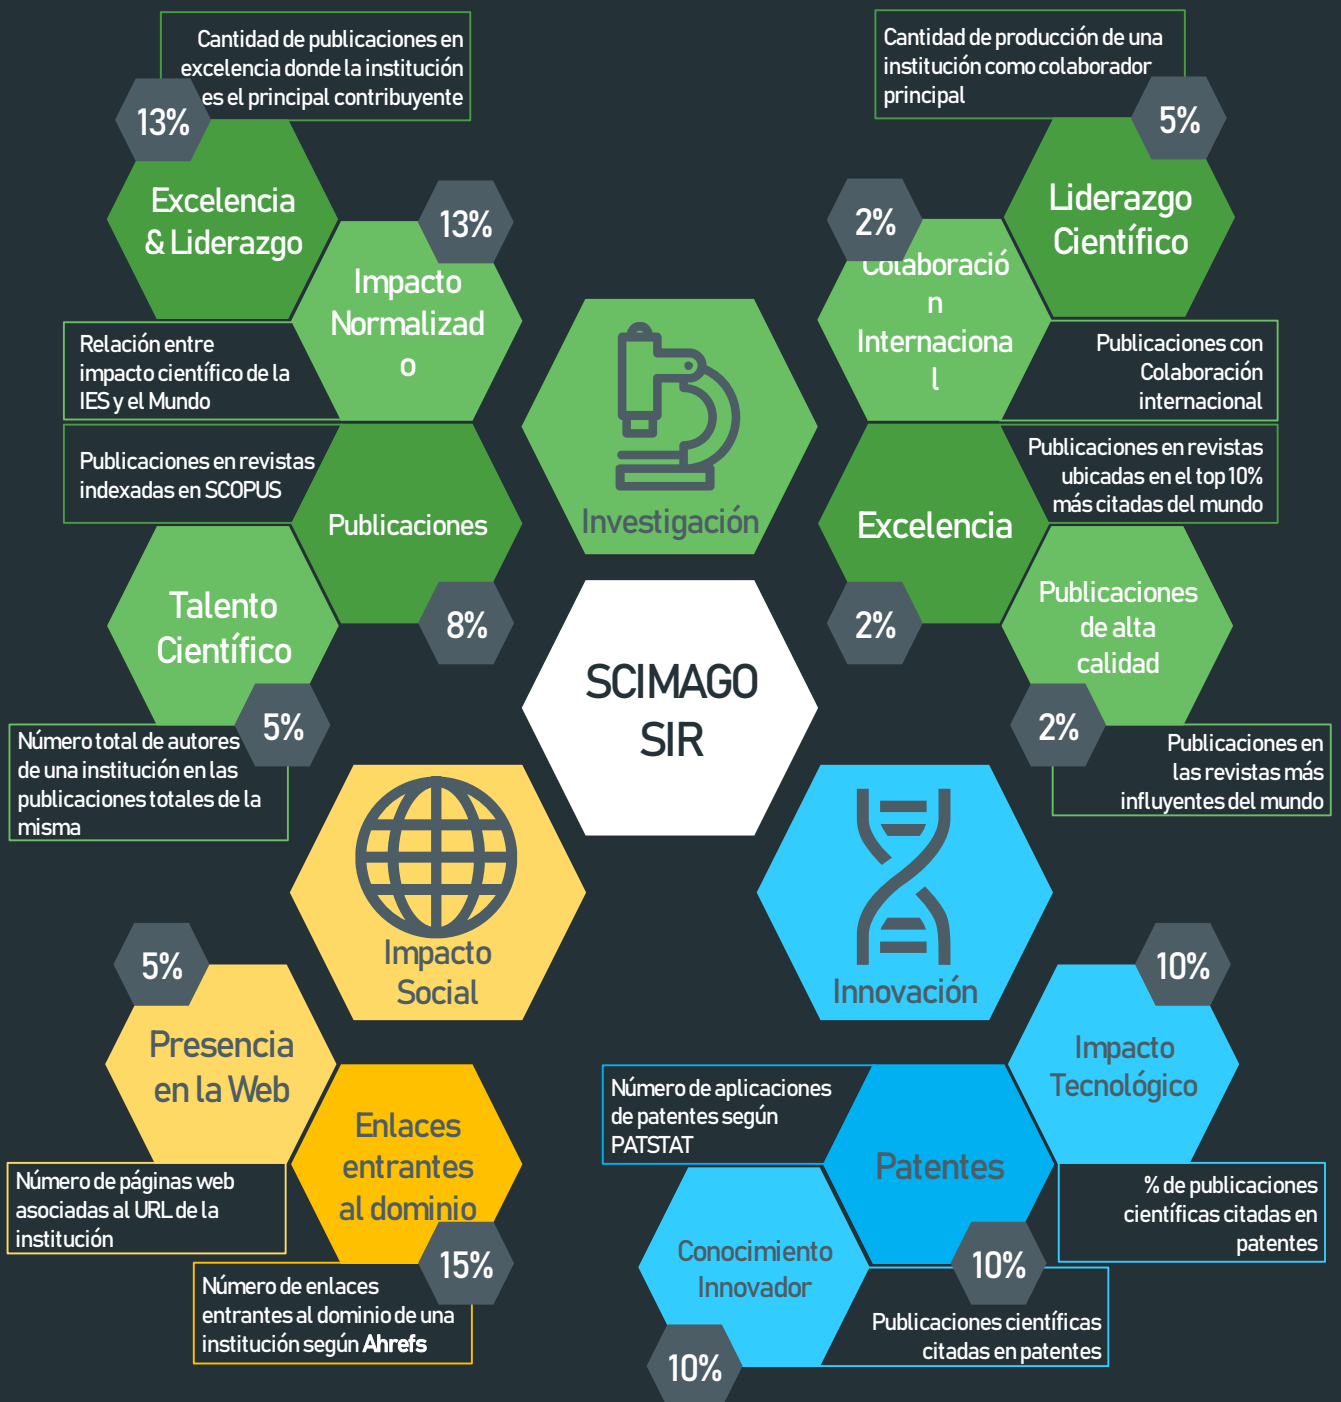 Cantidad de publicaciones en
excelencia donde la institución
es el principal contribuyente
13%
Excelencia
& Liderazgo
13%
Impacto
Normalizad
o
Relación entre
impacto científico de la
IES y el Mundo
Publicaciones en revistas
indexadas en SCOPUS
Publicaciones
8%
Talento
Científico
5%
Número total de autores
de una institución en las
publicaciones totales de la
misma
Investigación
SCIMAGO
SIR
Cantidad de producción de una
institución como colaborador
principal
5%
Liderazgo
Científico
2%
Colaboració
n
Internaciona
l
Publicaciones con
Colaboración
internacional
Publicaciones en revistas
ubicadas en el top 10%
más citadas del mundo
Excelencia
2%
Publicaciones
de alta
calidad
2%
Publicaciones en
las revistas más
influyentes del mundo
Impacto
Social
5%
Presencia
en la Web
Número de páginas web
asociadas al URL de la
institución
Enlaces
entrantes
al dominio
15%
Número de enlaces
entrantes al dominio de una
institución según Ahrefs
Innovación
10%
Impacto
Tecnológico
% de publicaciones
científicas citadas en
patentes
Número de aplicaciones
de patentes según
PATSTAT
Patentes
10%
Conocimiento
Innovador
10%
Publicaciones científicas
citadas en patentes